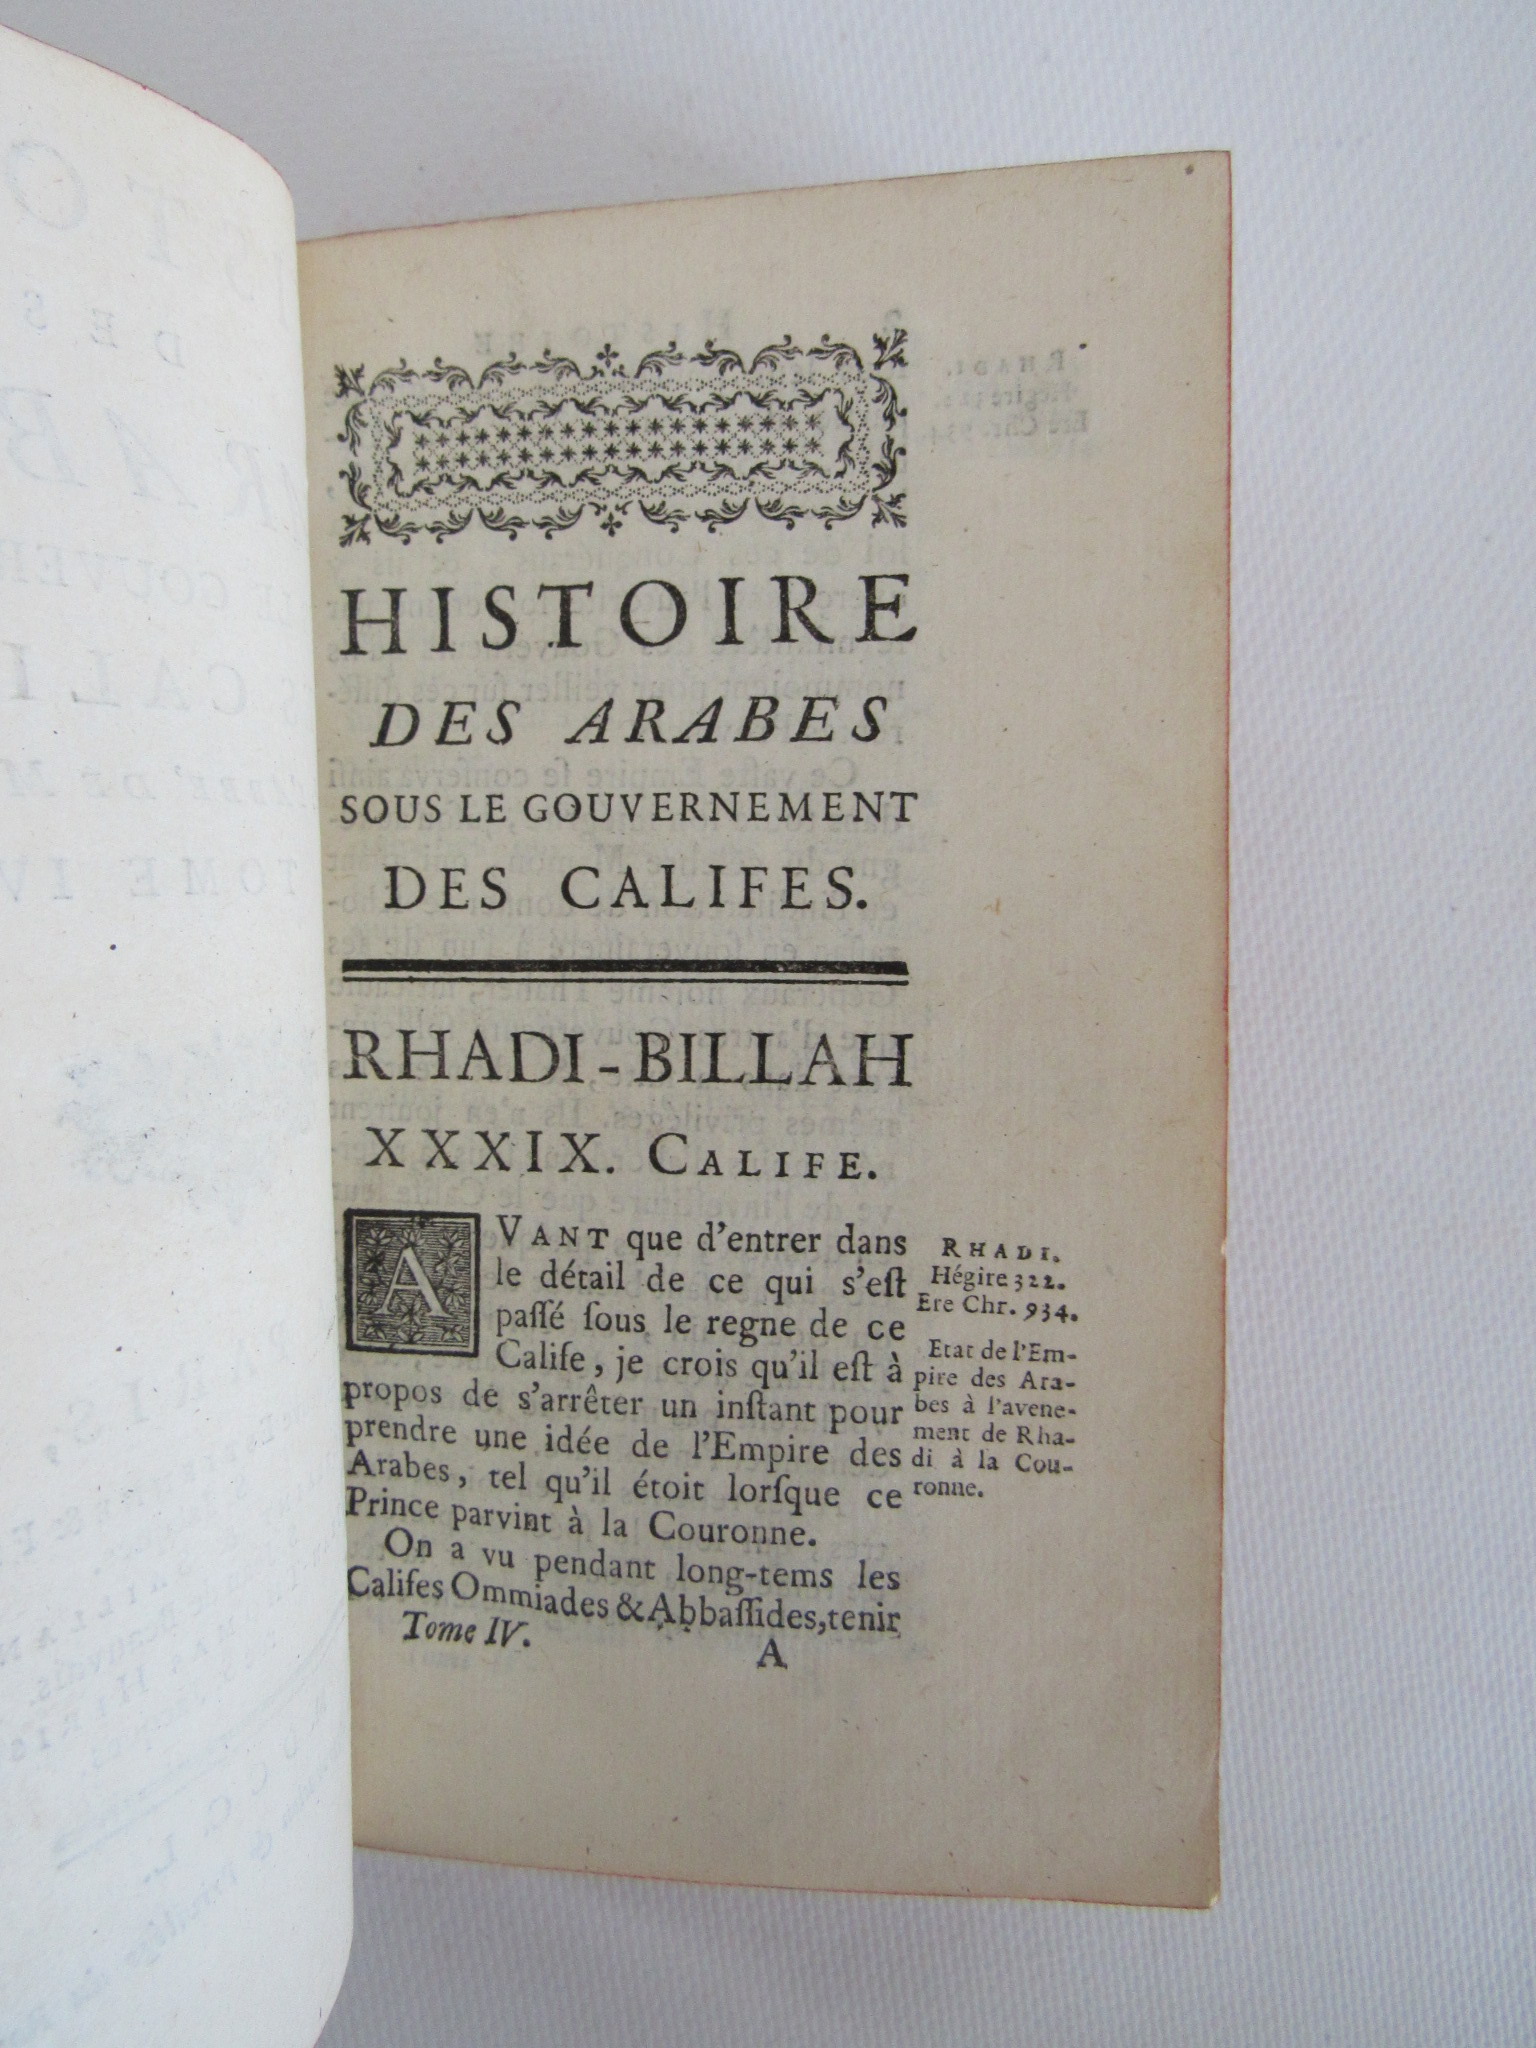 HISTOIRE
DES ARABES
SOUS LE GOUVERNEMENT
DES CALIFES.
RHADI-BILLAH
XXXIX. CALIFE.
AVANT que d'entrer dans
le détail de ce qui s'eſt
paſſé ſous le regne de ce
Calife, je crois qu'il eſt à
propos de s'arrêter un inſtant pour
prendre une idée de l'Empire des
Arabes, tel qu'il étoit lorſque ce
Prince parvint à la Couronne.
On a vu pendant long-tems les
Califes Ommiades & Abbaſſides, tenir
Tome IV.
A
RHADI.
Hégire 322.
Ere Chr. 934.
Etat de l'Em-
pire des Ara-
bes à l'avene-
ment de Rha-
di à la Cou-
ronne.